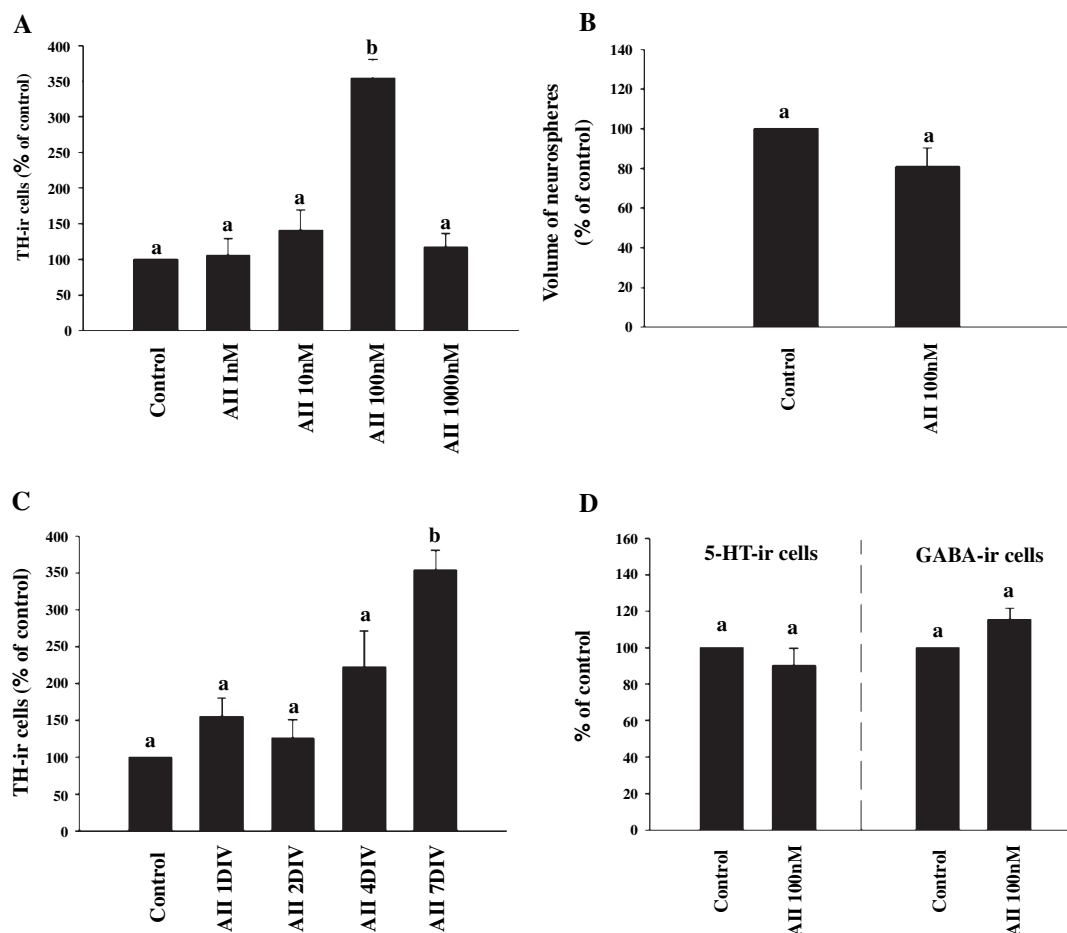 A
TH-ir cells (% of control)
400
350
300
250
200
150
100
50
0
a
a
a
b
a
Control
AII 1nM
AII 10nM
AII 100nM
AII 1000nM
B
Volume of neurospheres
(% of control)
140
120
100
80
60
40
20
0
a
a
Control
AII 100nM
C
TH-ir cells (% of control)
400
350
300
250
200
150
100
50
0
a
a
a
a
b
Control
AII 1DIV
AII 2DIV
AII 4DIV
AII 7DIV
D
% of control
160
140
120
100
80
60
40
20
0
5-HT-ir cells
GABA-ir cells
a
a
a
a
Control
AII 100nM
Control
AII 100nM